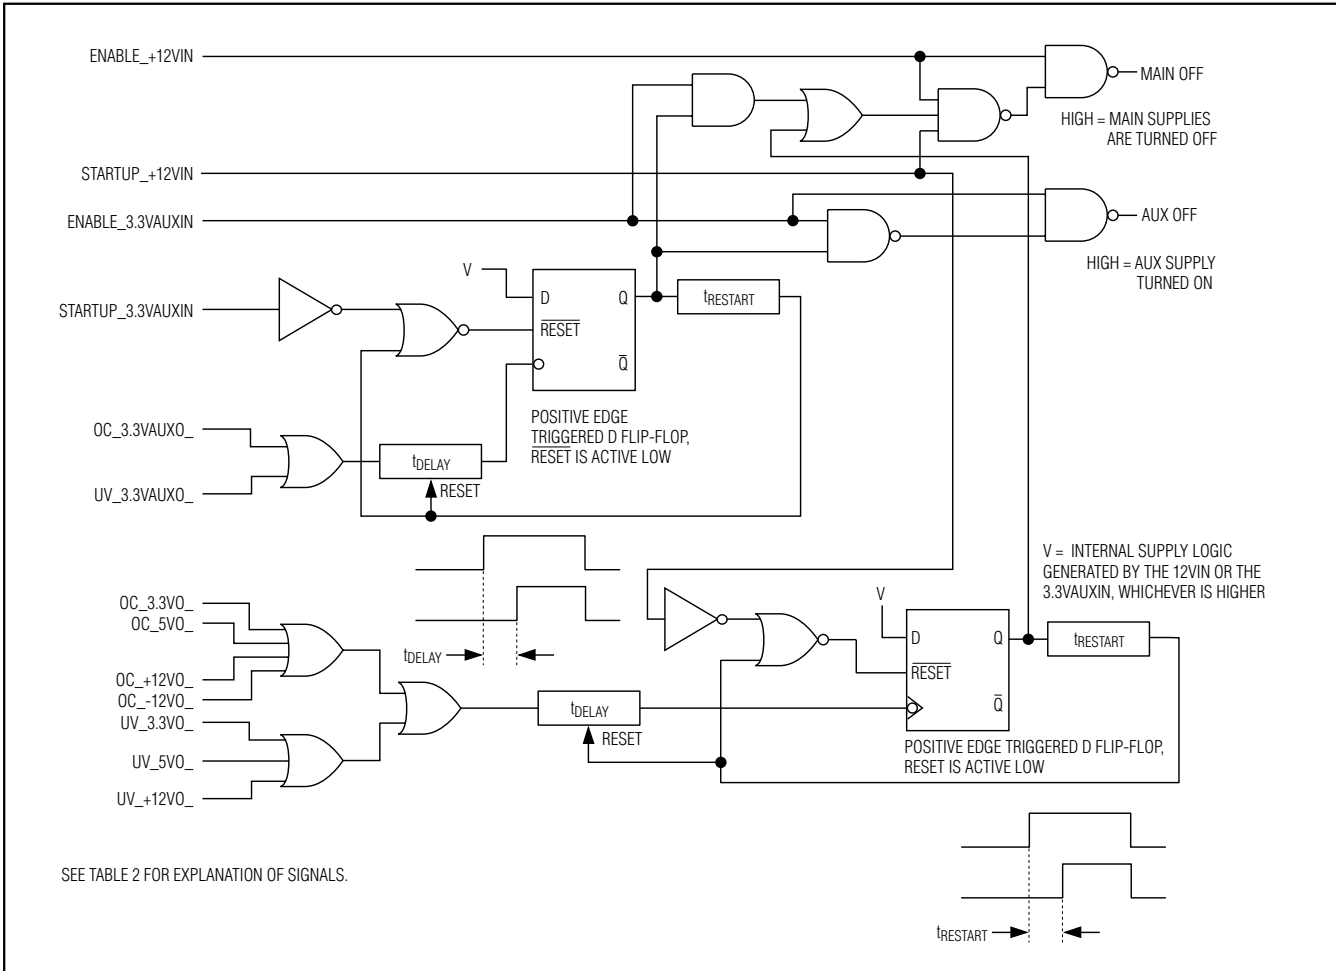 ENABLE_+12VIN
MAIN OFF
HIGH = MAIN SUPPLIES
ARE TURNED OFF
STARTUP_+12VIN
ENABLE_3.3VAUXIN
AUX OFF
HIGH = AUX SUPPLY
TURNED ON
V
D
Q
tRESTART
STARTUP_3.3VAUXIN
RESET
Q
POSITIVE EDGE
TRIGGERED D FLIP-FLOP,
RESET IS ACTIVE LOW
OC_3.3VAUXO_
tDELAY
RESET
UV_3.3VAUXO_
V = INTERNAL SUPPLY LOGIC
GENERATED BY THE 12VIN OR THE
3.3VAUXIN, WHICHEVER IS HIGHER
OC_3.3VO_
OC_5VO_
OC_+12VO_
OC_-12VO_
UV_3.3VO_
UV_5VO_
UV_+12VO_
tDELAY
V
D
Q
tRESTART
RESET
Q
tDELAY
RESET
POSITIVE EDGE TRIGGERED D FLIP-FLOP,
RESET IS ACTIVE LOW
SEE TABLE 2 FOR EXPLANATION OF SIGNALS.
tRESTART